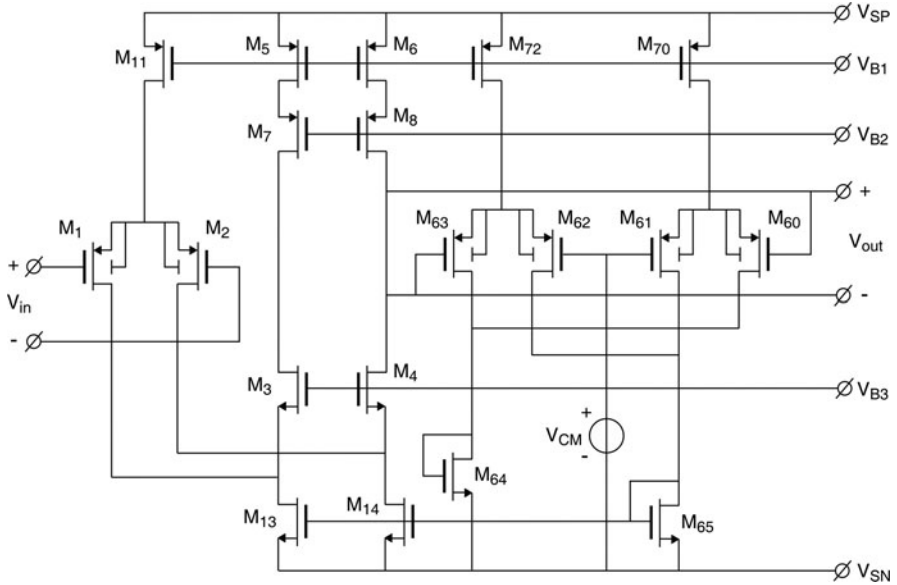 V_SP
M_11
M_5
M_6
M_72
M_70
V_B1
M_7
M_8
V_B2
+
M_1
M_2
M_63
M_62
M_61
M_60
V_out
+
V_in
-
-
M_3
M_4
V_B3
+
V_CM
-
M_64
M_13
M_14
M_65
V_SN